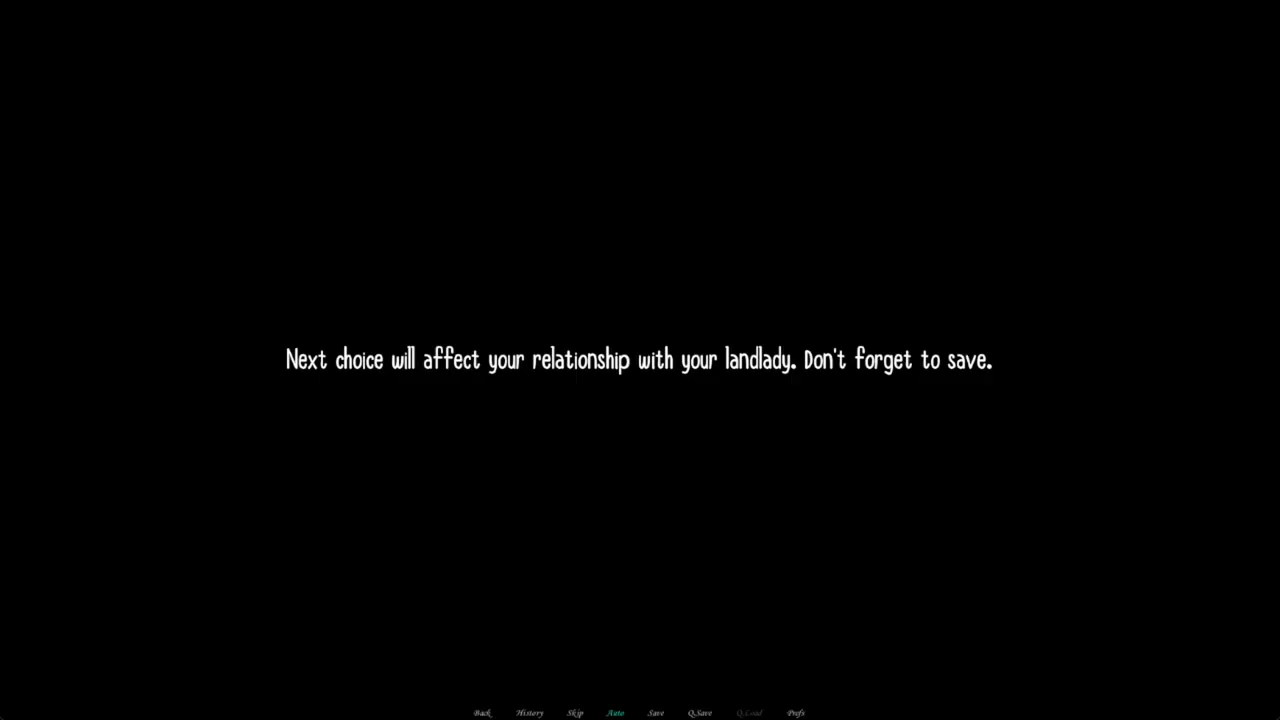 Next choice will affect your relationship with your landlady. Don't forget to save.
Back History Skip Auto Save Q.Save Q.Load Prefs